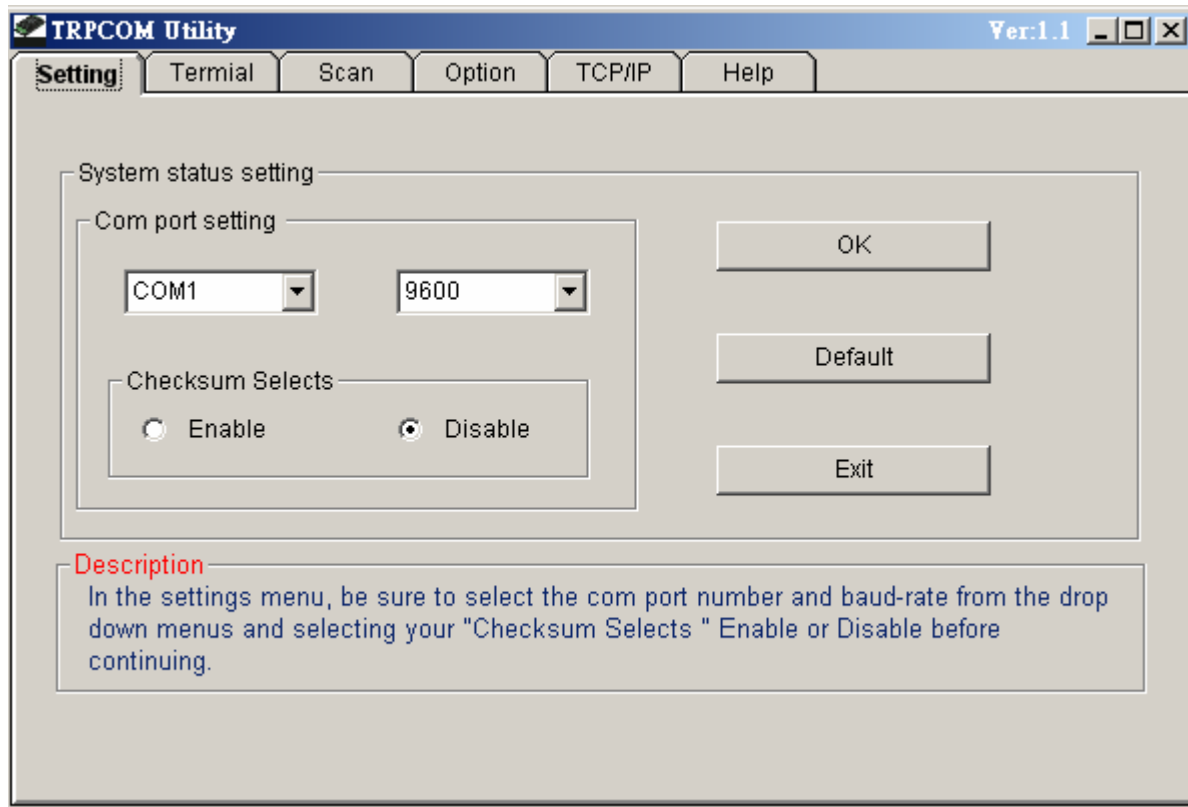 TRPCOM Utility Ver:1.1
Setting Termial Scan Option TCP/IP Help
System status setting
Com port setting
OK
COM1 9600
Default
Checksum Selects
Enable Disable
Exit
Description
In the settings menu, be sure to select the com port number and baud-rate from the drop
down menus and selecting your "Checksum Selects " Enable or Disable before
continuing.